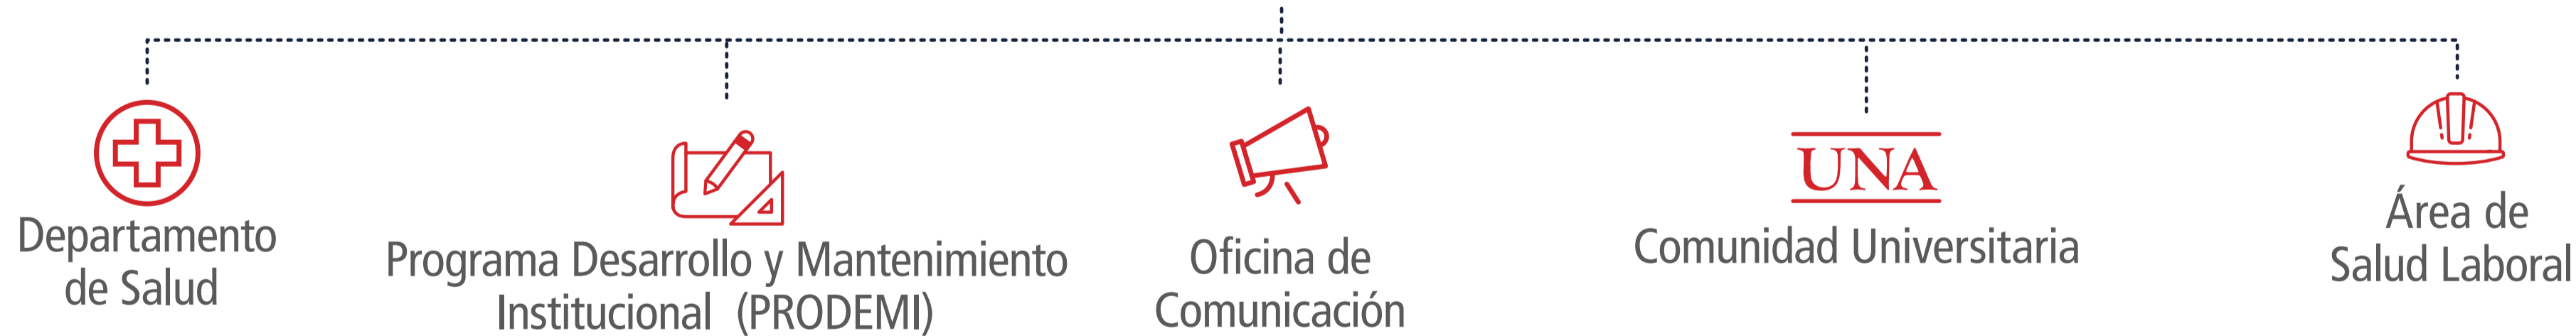 Departamento
de Salud
Programa Desarrollo y Mantenimiento
Institucional (PRODEMI)
Oficina de
Comunicación
UNA
Comunidad Universitaria
Área de
Salud Laboral